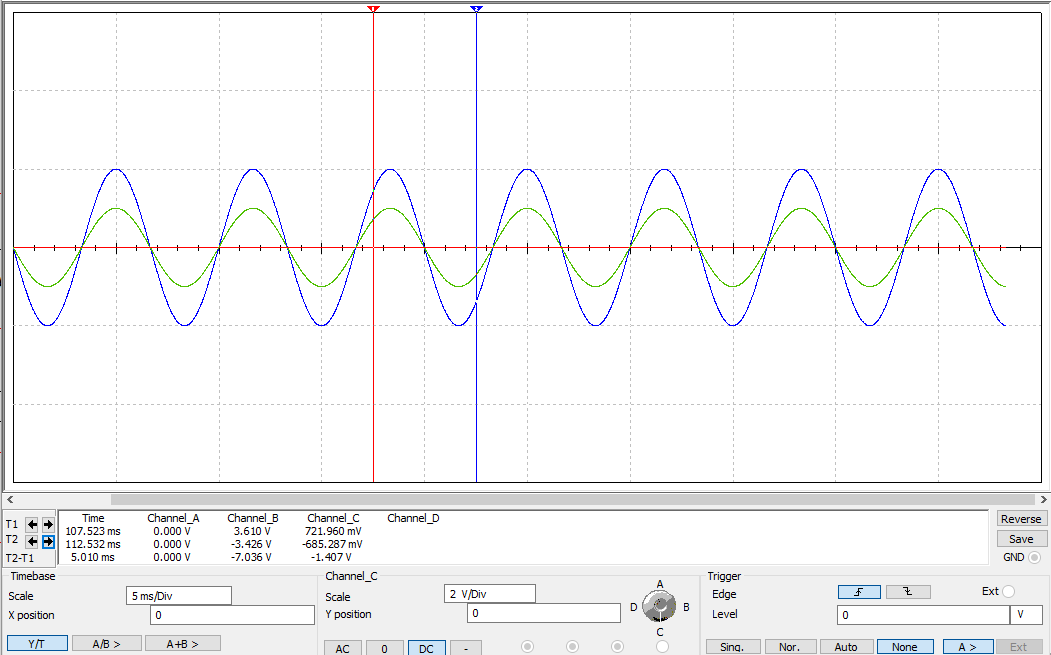 1 2
T1
T2
T2-T1
Time Channel_A Channel_B Channel_C Channel_D
107.523 ms 0.000 V 3.610 V 721.960 mV
112.532 ms 0.000 V -3.426 V -685.287 mV
5.010 ms 0.000 V -7.036 V -1.407 V
Reverse
Save
GND
Timebase
Scale 5 ms/Div
X position 0
Y/T A/B > A+B >
Channel_C
Scale 2 V/Div
Y position 0
AC 0 DC -
A
D B
C
Trigger
Edge Ext
Level 0 V
Sing. Nor. Auto None A > Ext